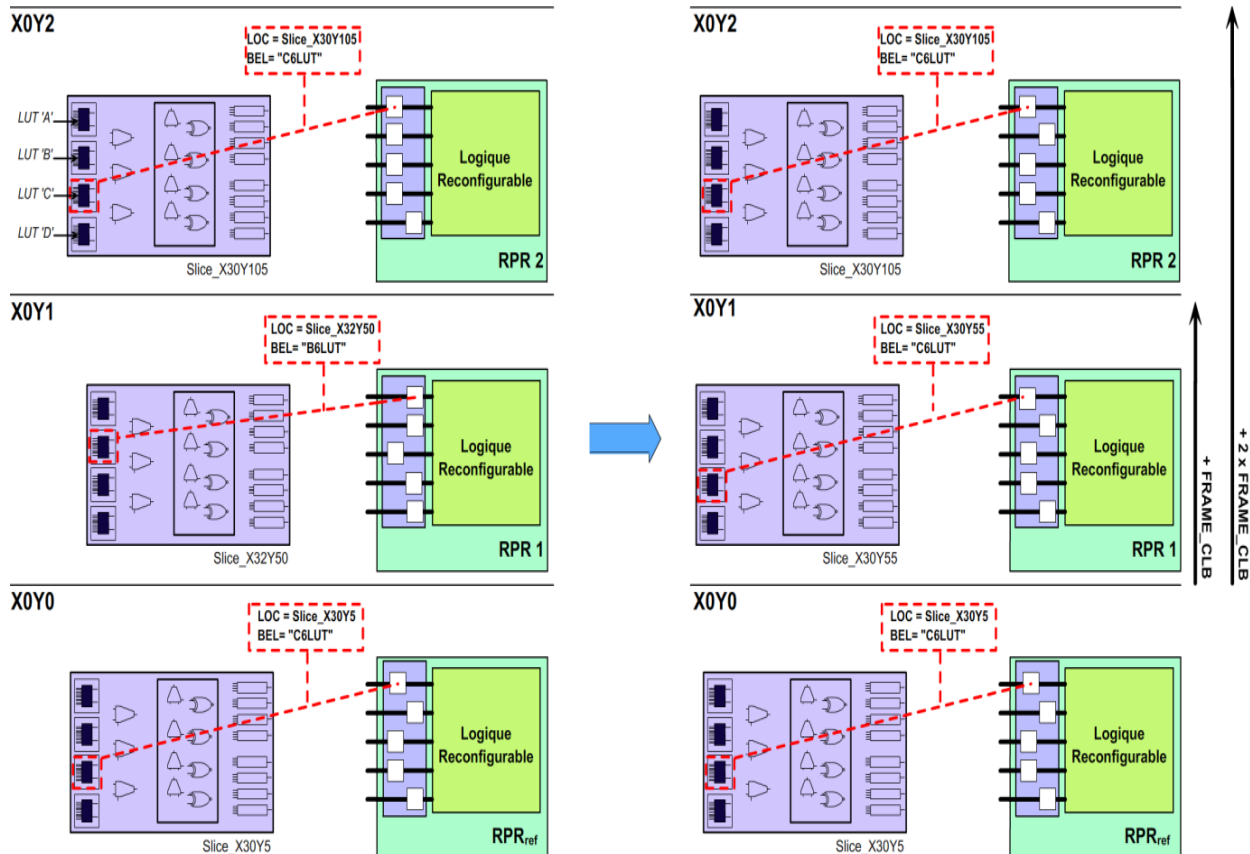 X0Y2
LOC = Slice_X30Y105
BEL= "C6LUT"
LUT 'A'
LUT 'B'
LUT 'C'
LUT 'D'
Slice_X30Y105
Logique
Reconfigurable
RPR 2
X0Y1
LOC = Slice_X32Y50
BEL= "B6LUT"
Slice_X32Y50
Logique
Reconfigurable
RPR 1
X0Y0
LOC = Slice_X30Y5
BEL= "C6LUT"
Slice_X30Y5
Logique
Reconfigurable
RPRref
X0Y2
LOC = Slice_X30Y105
BEL= "C6LUT"
Slice_X30Y105
Logique
Reconfigurable
RPR 2
X0Y1
LOC = Slice_X30Y55
BEL= "C6LUT"
Slice_X30Y55
Logique
Reconfigurable
RPR 1
X0Y0
LOC = Slice_X30Y5
BEL= "C6LUT"
Slice_X30Y5
Logique
Reconfigurable
RPRref
+ FRAME_CLB
+ 2 x FRAME_CLB